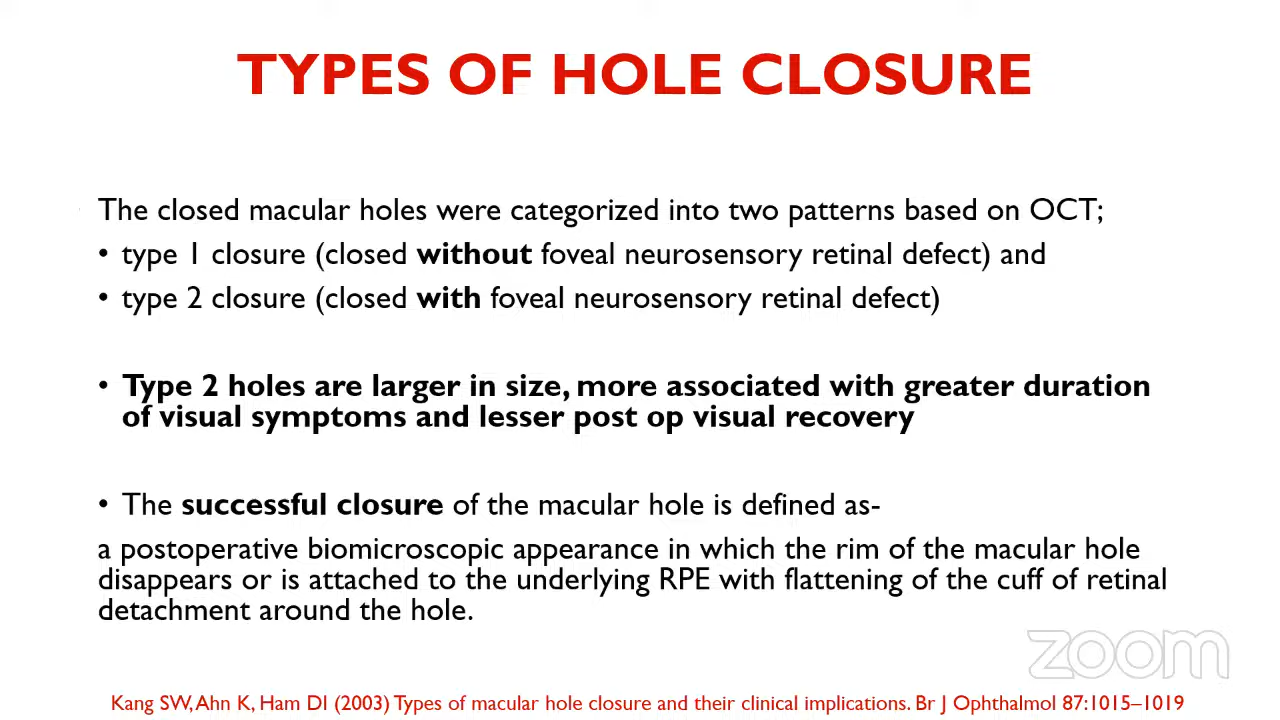 TYPES OF HOLE CLOSURE
The closed macular holes were categorized into two patterns based on OCT;
• type 1 closure (closed without foveal neurosensory retinal defect) and
• type 2 closure (closed with foveal neurosensory retinal defect)
• Type 2 holes are larger in size, more associated with greater duration
of visual symptoms and lesser post op visual recovery
• The successful closure of the macular hole is defined as-
a postoperative biomicroscopic appearance in which the rim of the macular hole
disappears or is attached to the underlying RPE with flattening of the cuff of retinal
detachment around the hole.
zoom
Kang SW, Ahn K, Ham DI (2003) Types of macular hole closure and their clinical implications. Br J Ophthalmol 87:1015–1019